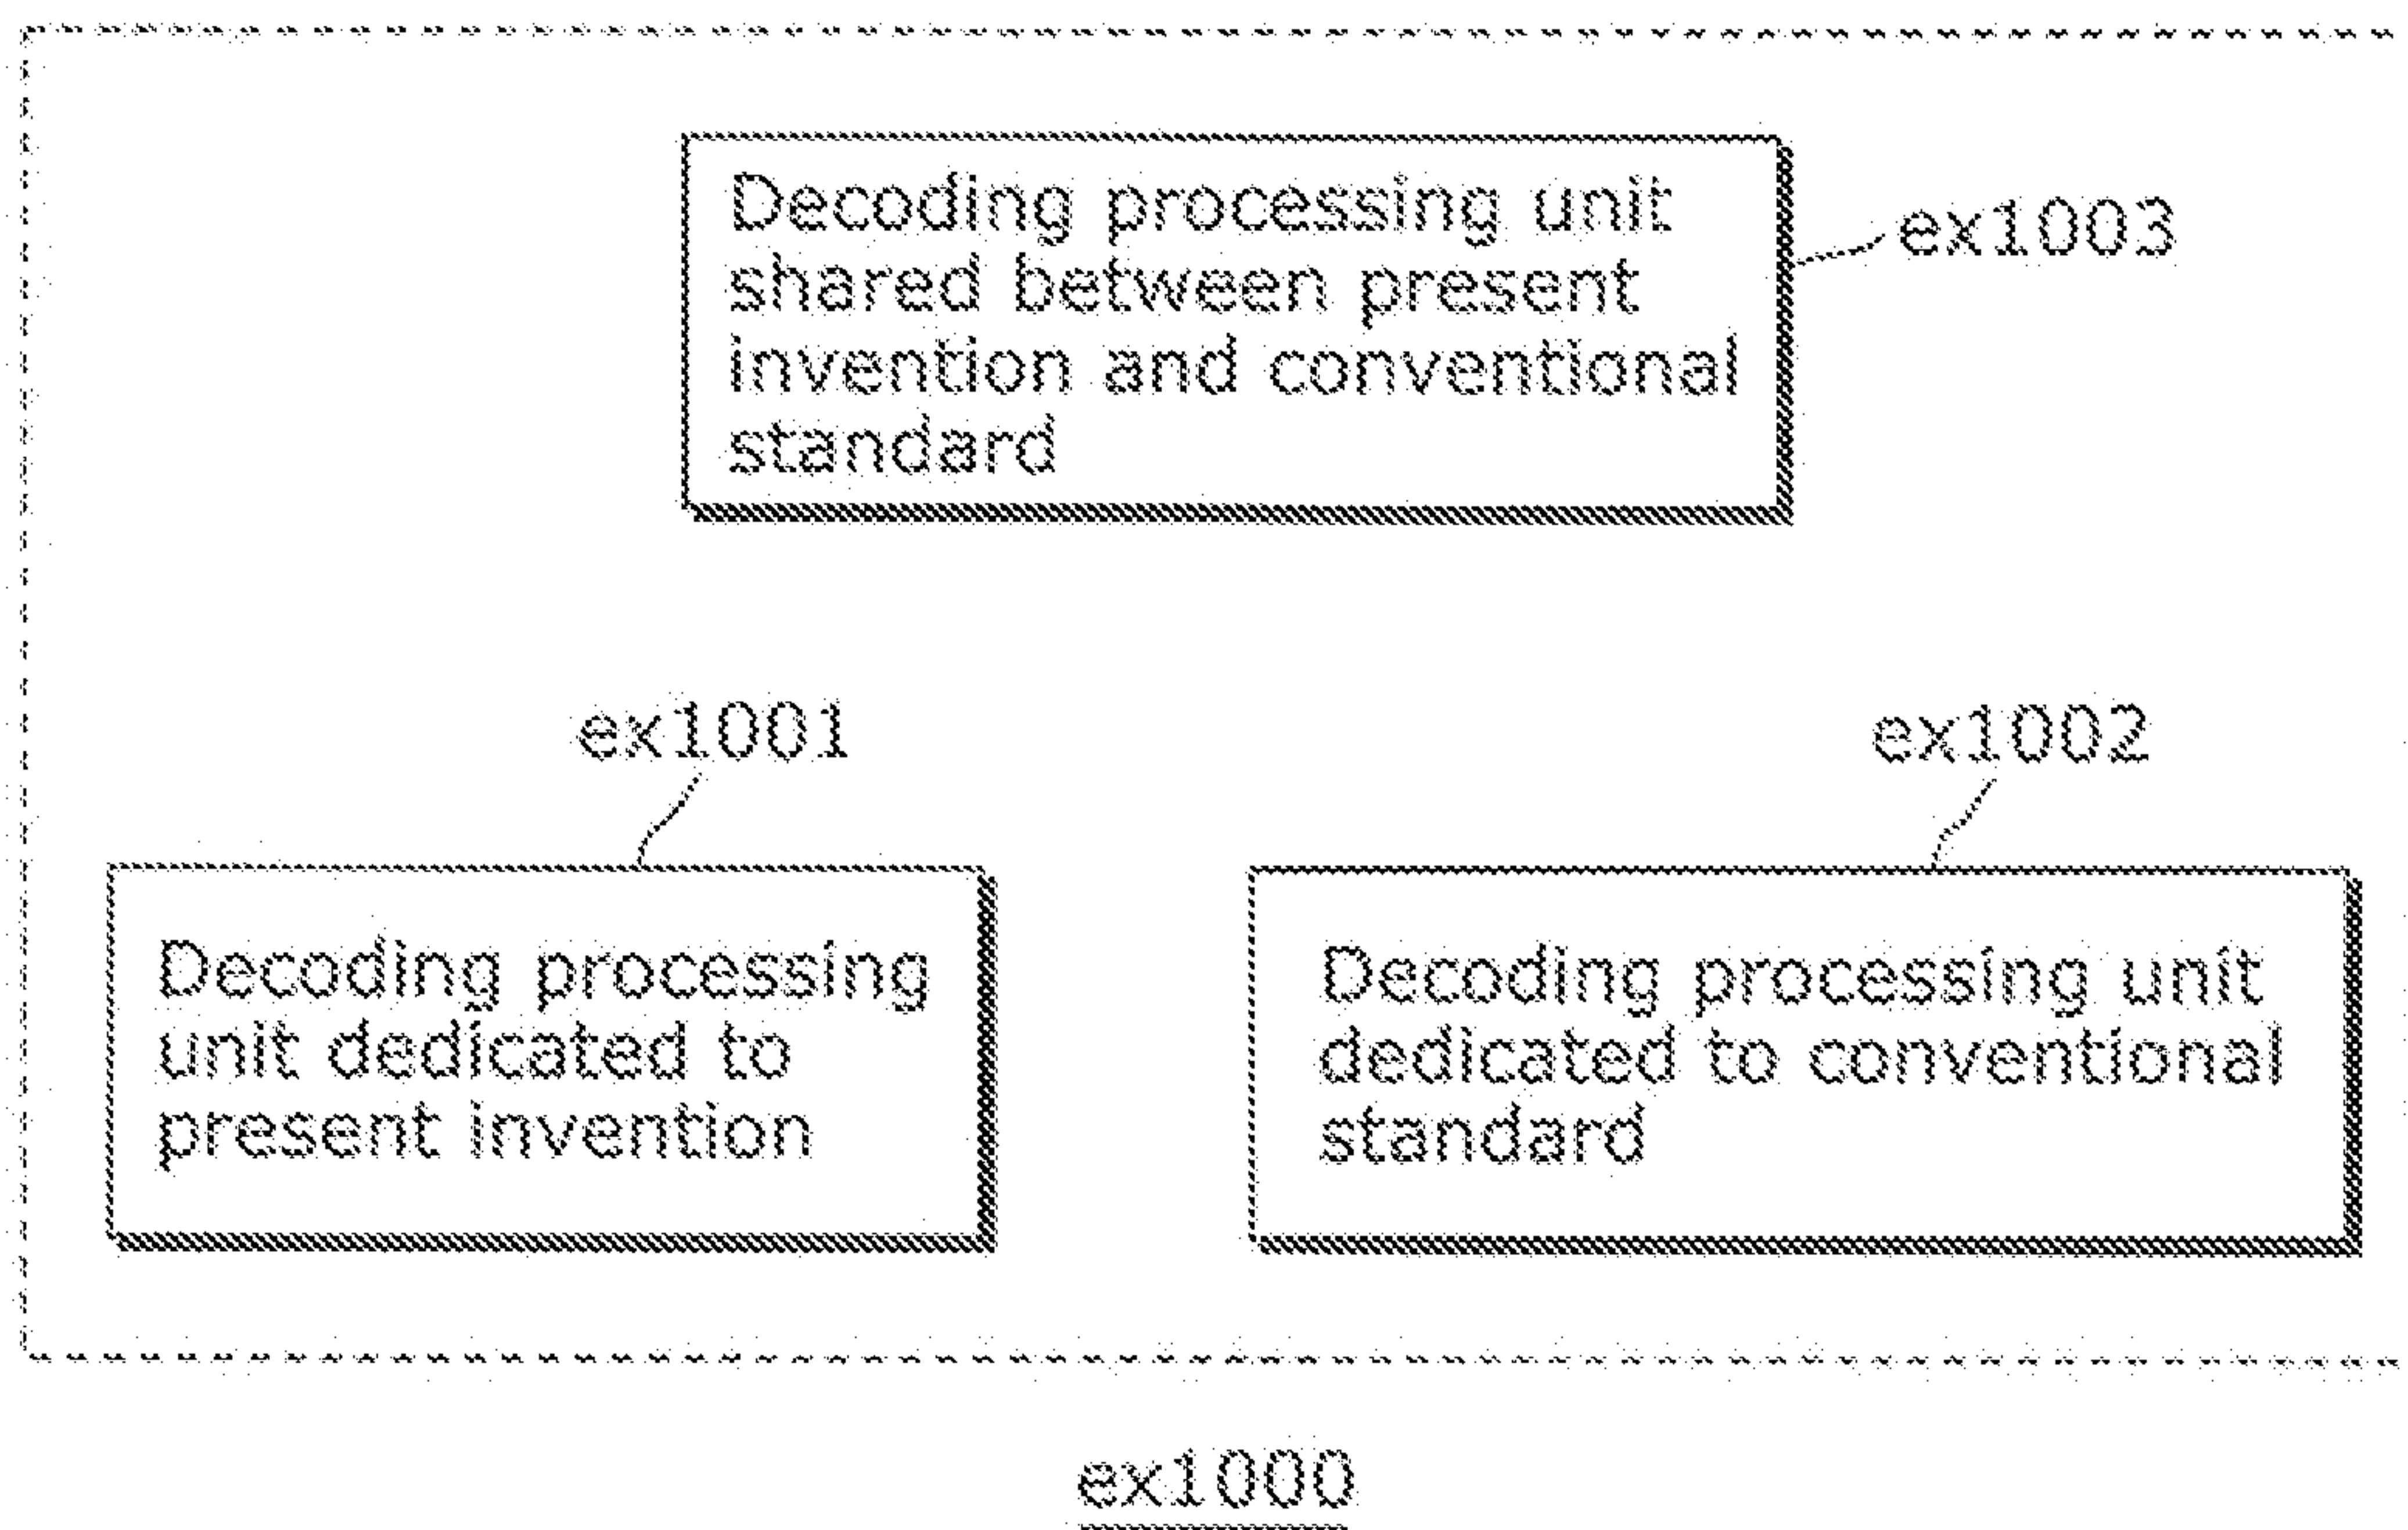 Decoding processing unit
shared between present
invention and conventional
standard
ex1003
ex1001
ex1002
Decoding processing
unit dedicated to
present invention
Decoding processing unit
dedicated to conventional
standard
ex1000